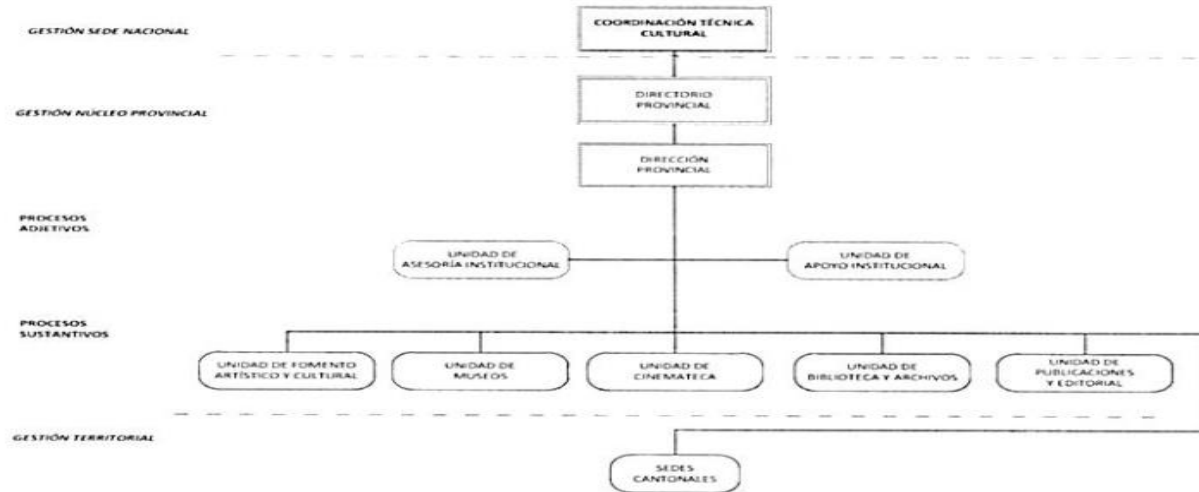 GESTIÓN SEDE NACIONAL
COORDINACIÓN TÉCNICA
CULTURAL
GESTIÓN NÚCLEO PROVINCIAL
DIRECTORIO
PROVINCIAL
DIRECCIÓN
PROVINCIAL
PROCESOS
ADJETIVOS
UNIDAD DE
ASESORÍA INSTITUCIONAL
UNIDAD DE
APOYO INSTITUCIONAL
PROCESOS
SUSTANTIVOS
UNIDAD DE FOMENTO
ARTÍSTICO Y CULTURAL
UNIDAD DE
MUSEOS
UNIDAD DE
CINEMATECA
UNIDAD DE
BIBLIOTECA Y ARCHIVOS
UNIDAD DE
PUBLICACIONES
Y EDITORIAL
GESTIÓN TERRITORIAL
SEDES
CANTONALES